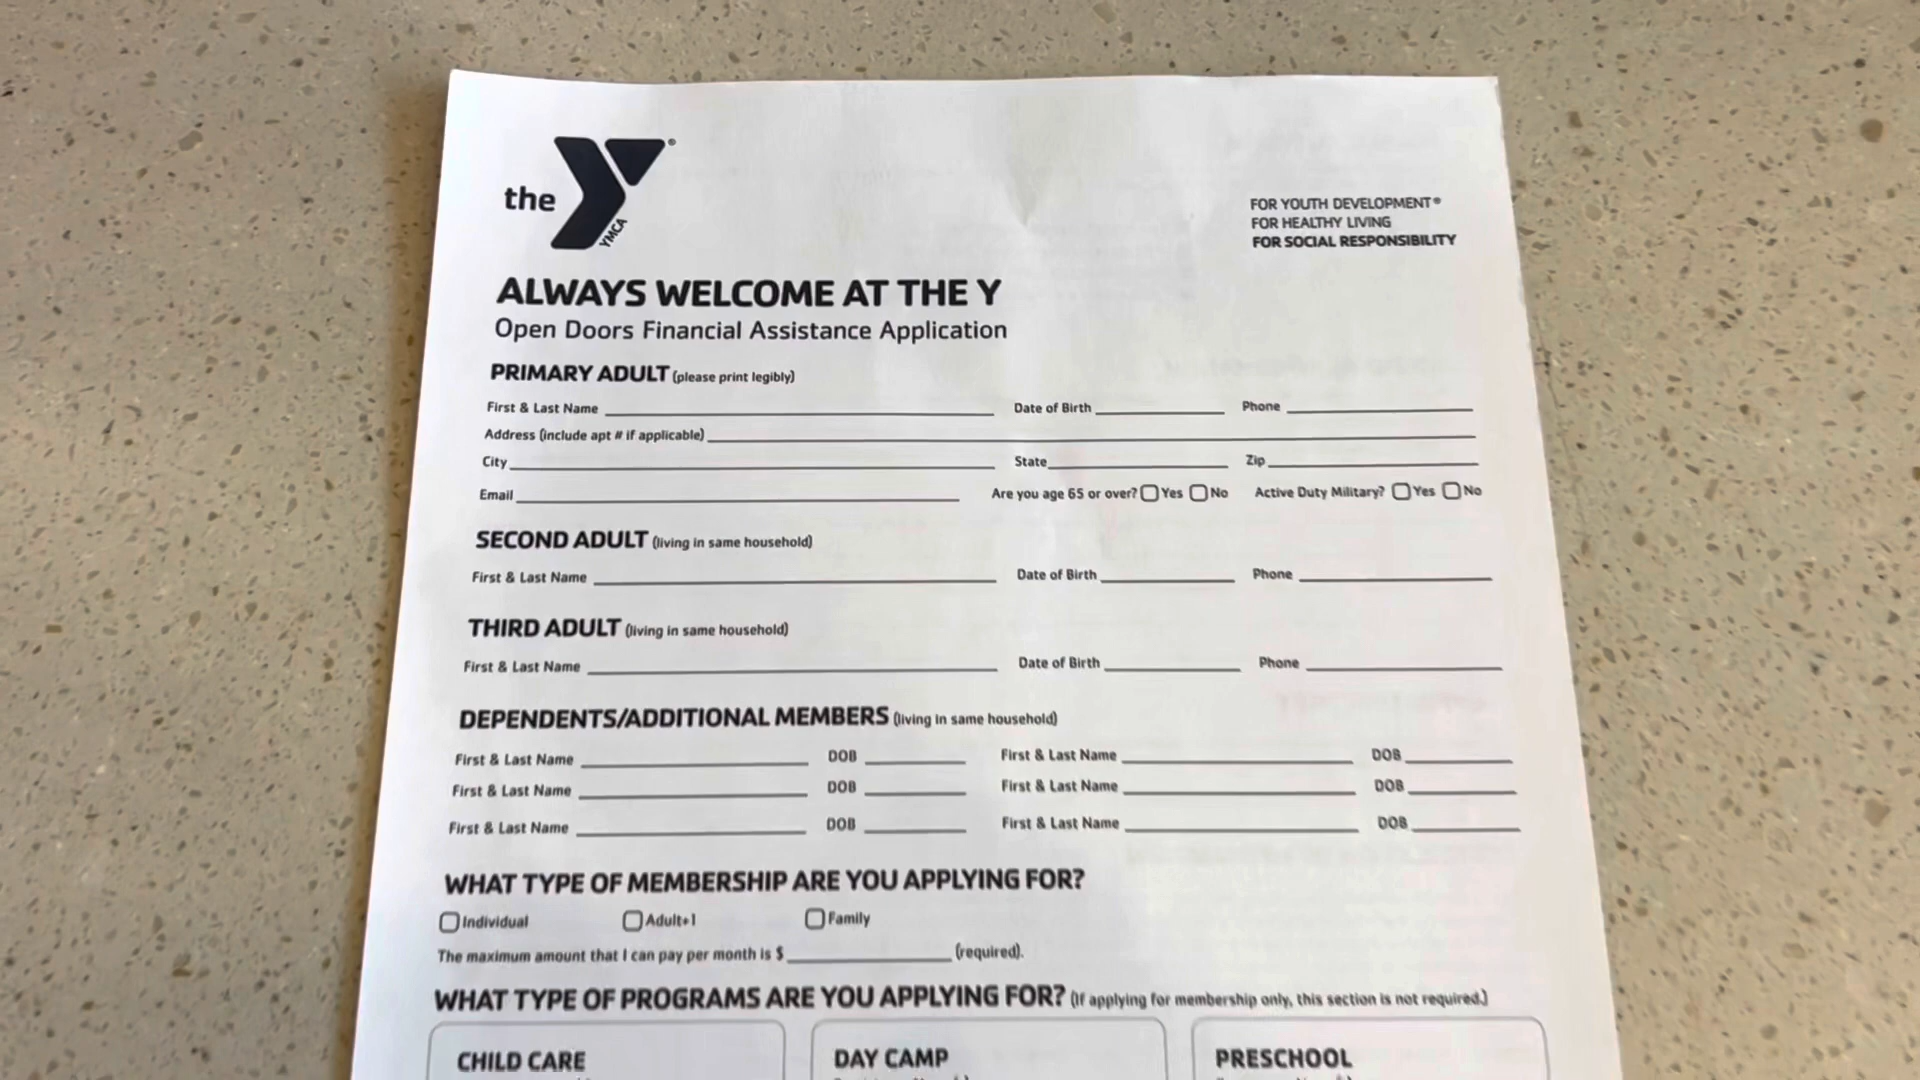 the
YMCA
FOR YOUTH DEVELOPMENT®
FOR HEALTHY LIVING
FOR SOCIAL RESPONSIBILITY
ALWAYS WELCOME AT THE Y
Open Doors Financial Assistance Application
PRIMARY ADULT (please print legibly)
First & Last Name Date of Birth Phone
Address (include apt # if applicable)
City State Zip
Email Are you age 65 or over? Yes No Active Duty Military? Yes No
SECOND ADULT (living in same household)
First & Last Name Date of Birth Phone
THIRD ADULT (living in same household)
First & Last Name Date of Birth Phone
DEPENDENTS/ADDITIONAL MEMBERS (living in same household)
First & Last Name DOB First & Last Name DOB
First & Last Name DOB First & Last Name DOB
First & Last Name DOB First & Last Name DOB
WHAT TYPE OF MEMBERSHIP ARE YOU APPLYING FOR?
Individual Adult+1 Family
The maximum amount that I can pay per month is $ (required).
WHAT TYPE OF PROGRAMS ARE YOU APPLYING FOR? (If applying for membership only, this section is not required.)
CHILD CARE DAY CAMP PRESCHOOL